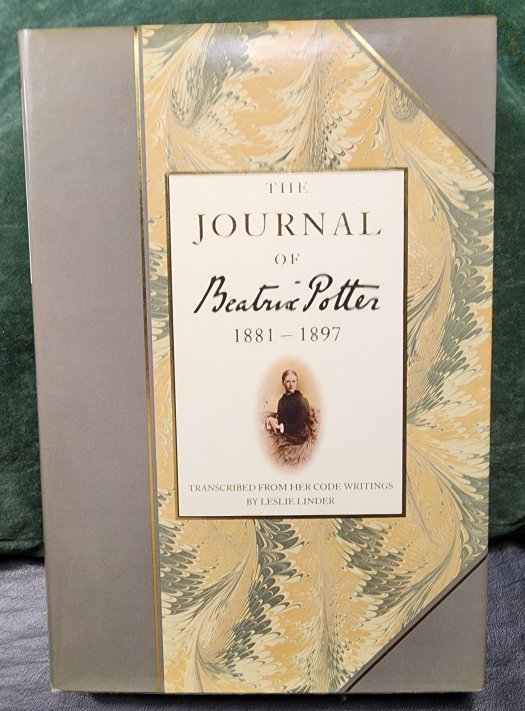 THE
JOURNAL
OF
Beatrix Potter
1881 – 1897
TRANSCRIBED FROM HER CODE WRITINGS
BY LESLIE LINDER